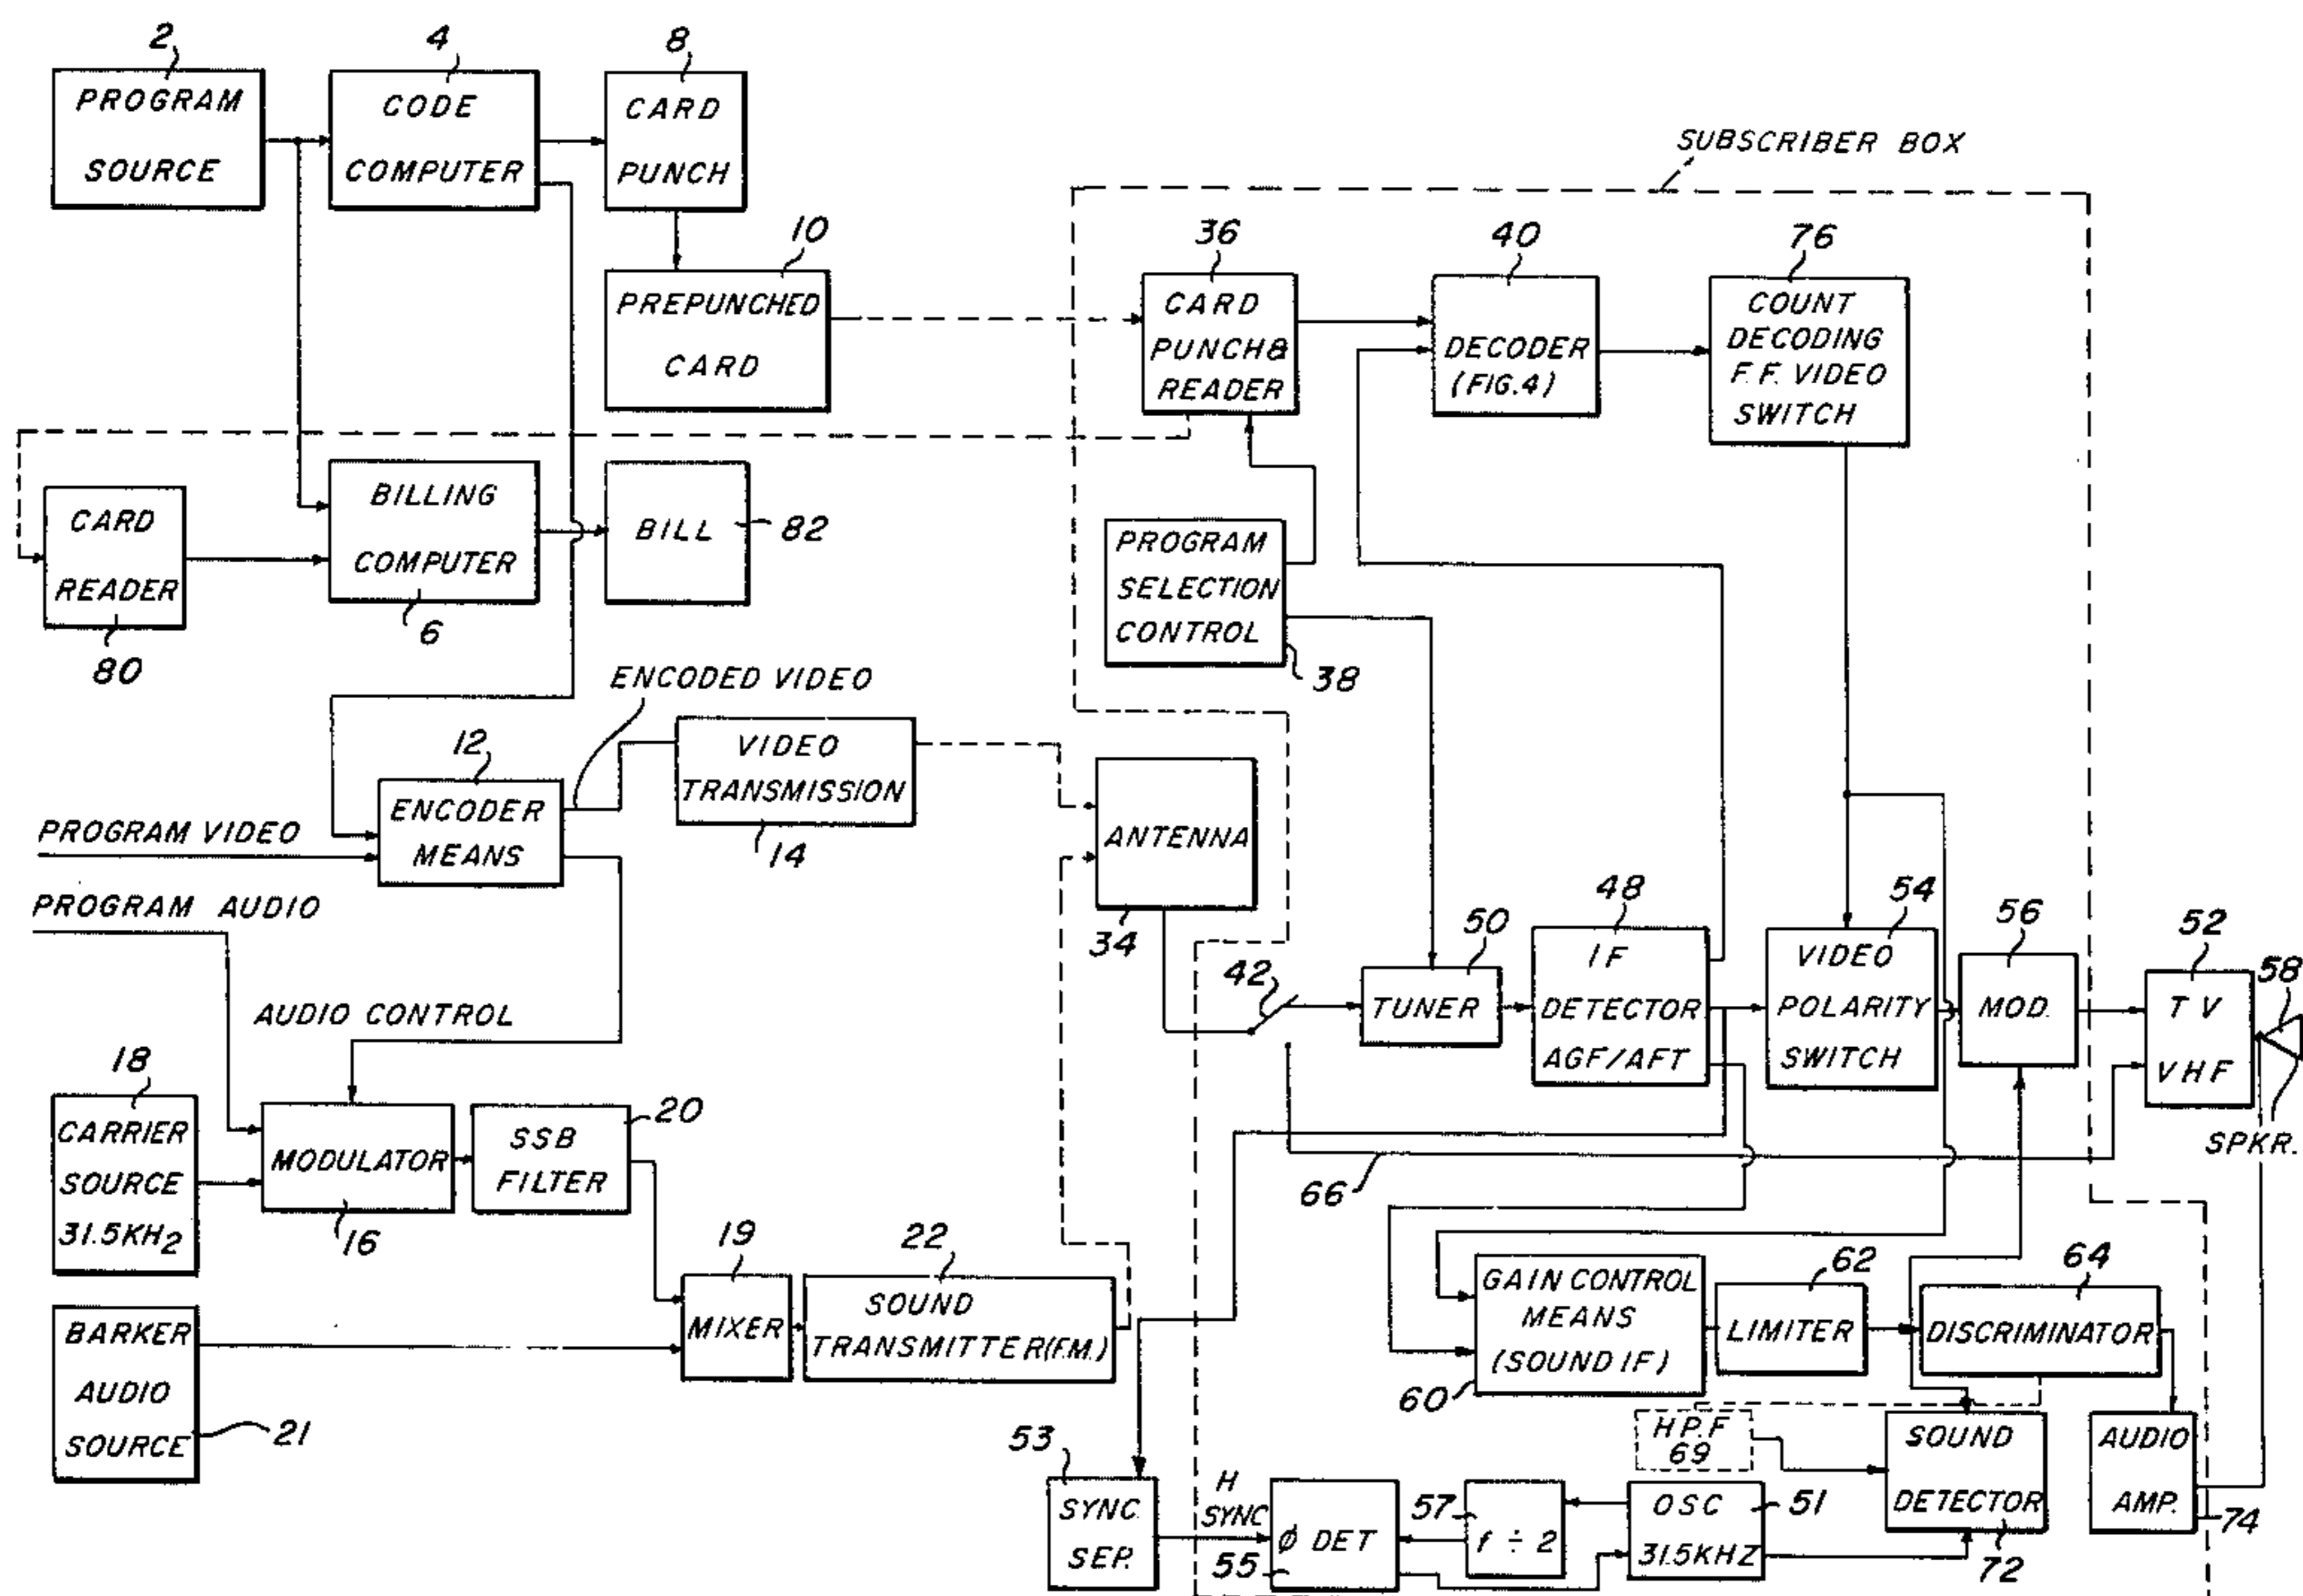 2
PROGRAM
SOURCE
4
CODE
COMPUTER
8
CARD
PUNCH
10
PREPUNCHED
CARD
SUBSCRIBER BOX
36
CARD
PUNCH&
READER
40
DECODER
(FIG.4)
76
COUNT
DECODING
F.F. VIDEO
SWITCH
CARD
READER
80
BILLING
COMPUTER
6
BILL
82
PROGRAM
SELECTION
CONTROL
38
ENCODED VIDEO
12
ENCODER
MEANS
VIDEO
TRANSMISSION
14
PROGRAM VIDEO
PROGRAM AUDIO
AUDIO CONTROL
ANTENNA
34
42
50
TUNER
48
IF
DETECTOR
AGF/AFT
54
VIDEO
POLARITY
SWITCH
56
MOD.
52
TV
VHF
58
SPKR.
66
18
CARRIER
SOURCE
31.5KHZ
MODULATOR
16
20
SSB
FILTER
19
MIXER
22
SOUND
TRANSMITTER(F.M.)
BARKER
AUDIO
SOURCE
21
GAIN CONTROL
MEANS
(SOUND IF)
60
62
LIMITER
64
DISCRIMINATOR
H.P.F
69
SOUND
DETECTOR
72
AUDIO
AMP.
74
53
SYNC
SEP.
H
SYNC
Ø DET
55
57
f ÷ 2
OSC
31.5KHZ
51